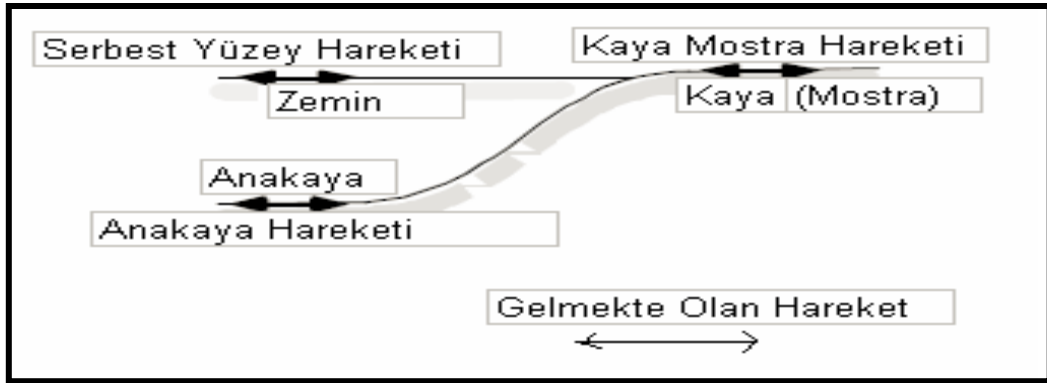 Serbest Yüzey Hareketi
Kaya Mostra Hareketi
Zemin
Kaya (Mostra)
Anakaya
Anakaya Hareketi
Gelmekte Olan Hareket